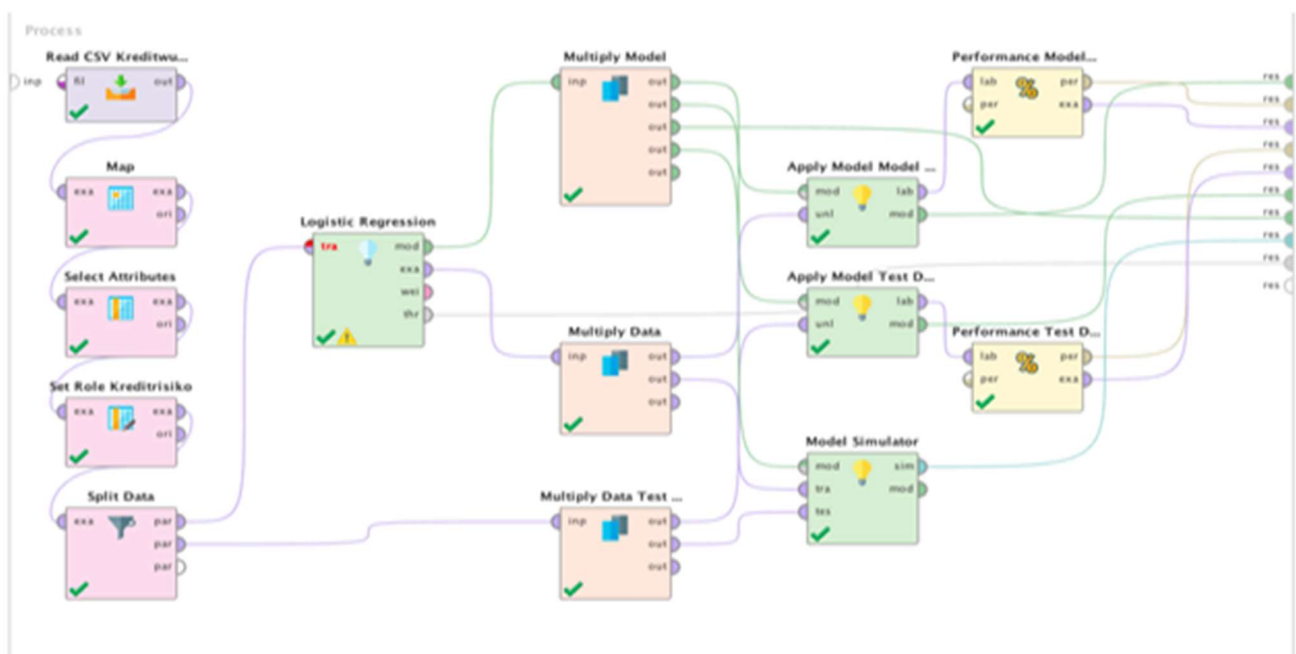 Process
inp
Read CSV Kreditwu...
fil out
Map
exa exa
ori
Select Attributes
exa exa
ori
Set Role Kreditrisiko
exa exa
ori
Split Data
exa par
par
par
Logistic Regression
tra mod
exa
wei
thr
Multiply Model
inp out
out
out
out
out
Multiply Data
inp out
out
out
Multiply Data Test ...
inp out
out
out
Apply Model Model ...
mod lab
unl mod
Apply Model Test D...
mod lab
unl mod
Model Simulator
mod sim
tra mod
tes
Performance Model...
lab per
per exa
Performance Test D...
lab per
per exa
res
res
res
res
res
res
res
res
res
res